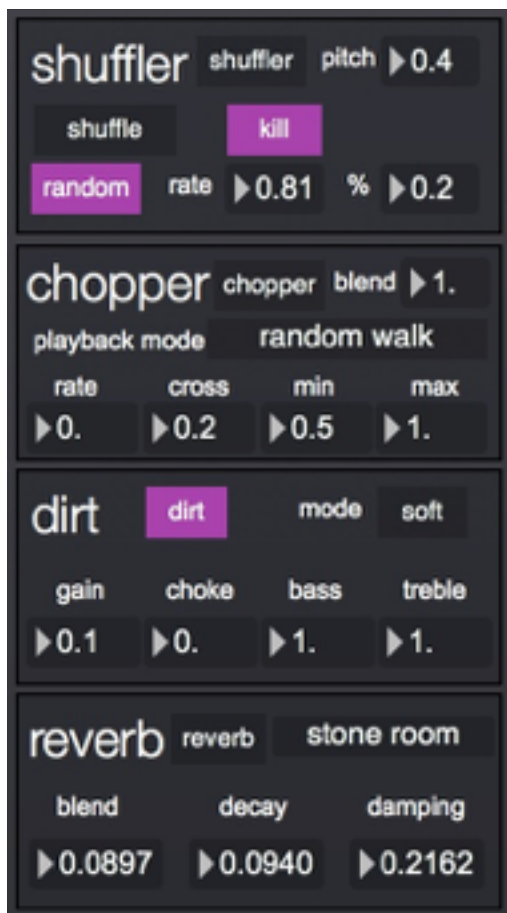 shuffler shuffler pitch 0.4
shuffle kill
random rate 0.81 % 0.2
chopper chopper blend 1.
playback mode random walk
rate cross min max
0. 0.2 0.5 1.
dirt dirt mode soft
gain choke bass treble
0.1 0. 1. 1.
reverb reverb stone room
blend decay damping
0.0897 0.0940 0.2162